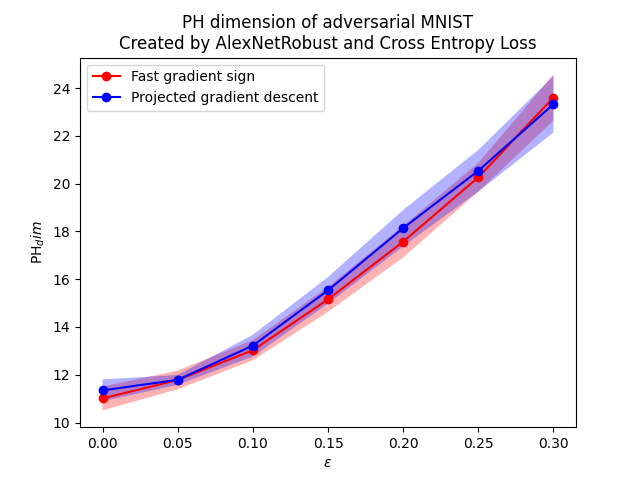 PH dimension of adversarial MNIST
Created by AlexNetRobust and Cross Entropy Loss
Fast gradient sign
Projected gradient descent
24
22
20
18
16
14
12
10
PH_dim
0.00 0.05 0.10 0.15 0.20 0.25 0.30
ε